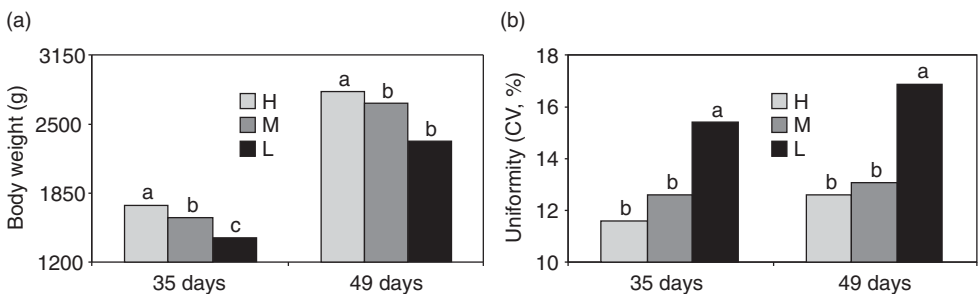 (a)
3150
2500
1850
1200
Body weight (g)
H
M
L
a
b
c
a
b
b
35 days
49 days
(b)
18
16
14
12
10
Uniformity (CV, %)
H
M
L
b
b
a
b
b
a
35 days
49 days